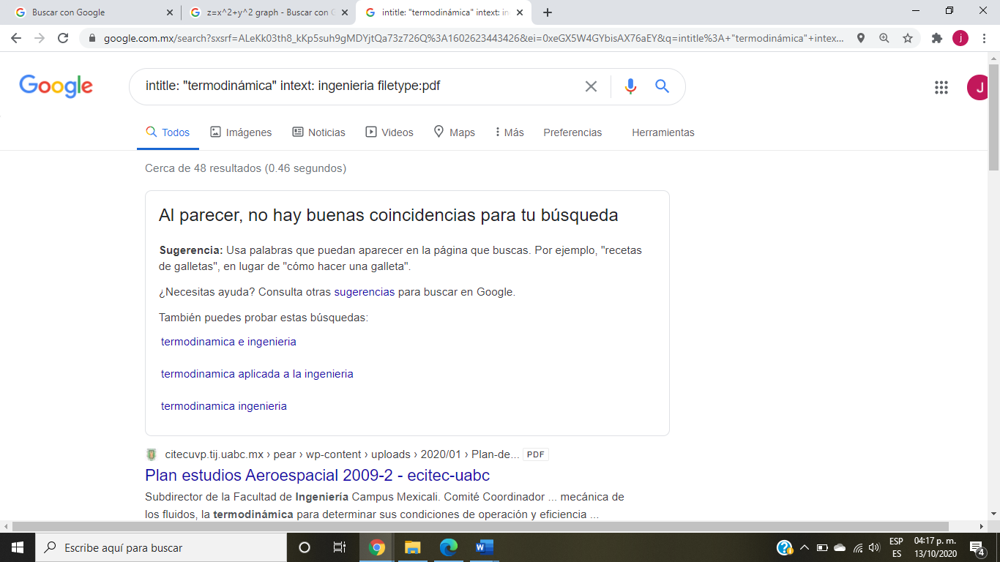 Buscar con Google
z=x^2+y^2 graph - Buscar con G
intitle: "termodinámica" intext: in
google.com.mx/search?sxsrf=ALeKk03th8_kKp5suh9gMDYjtQa73z726Q%3A1602623443426&ei=0xeGX5W4GYbisAX76aEY&q=intitle%3A+"termodinámica"+intex...
j
Google
intitle: "termodinámica" intext: ingenieria filetype:pdf
J
Todos
Imágenes
Noticias
Videos
Maps
Más
Preferencias
Herramientas
Cerca de 48 resultados (0.46 segundos)
Al parecer, no hay buenas coincidencias para tu búsqueda
Sugerencia: Usa palabras que puedan aparecer en la página que buscas. Por ejemplo, "recetas
de galletas", en lugar de "cómo hacer una galleta".
¿Necesitas ayuda? Consulta otras sugerencias para buscar en Google.
También puedes probar estas búsquedas:
termodinamica e ingenieria
termodinamica aplicada a la ingenieria
termodinamica ingenieria
citecuvp.tij.uabc.mx › pear › wp-content › uploads › 2020/01 › Plan-de... PDF
Plan estudios Aeroespacial 2009-2 - ecitec-uabc
Subdirector de la Facultad de Ingeniería Campus Mexicali. Comité Coordinador ... mecánica de
los fluidos, la termodinámica para determinar sus condiciones de operación y eficiencia ...
Escribe aquí para buscar
ESP
ES
04:17 p. m.
13/10/2020
4